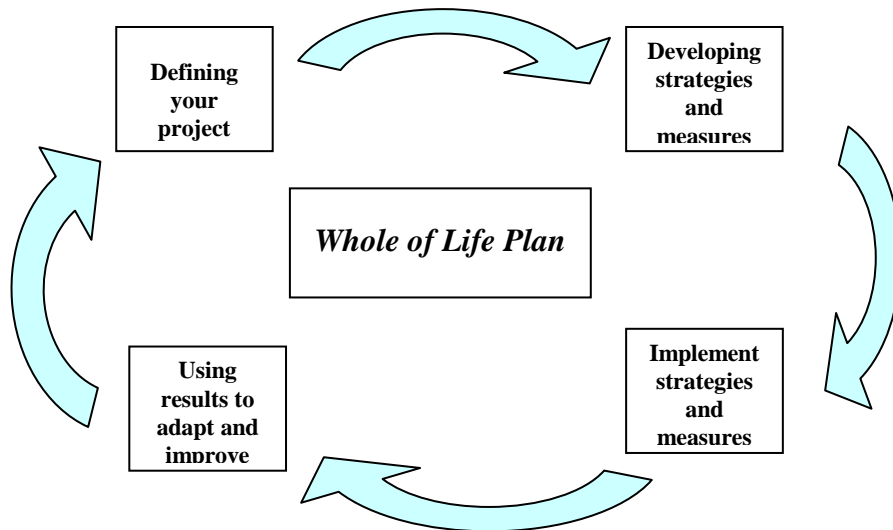 Defining
your
project
Developing
strategies
and
measures
Whole of Life Plan
Using
results to
adapt and
improve
Implement
strategies
and
measures